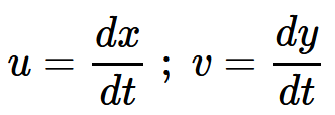 u = dx/dt ; v = dy/dt